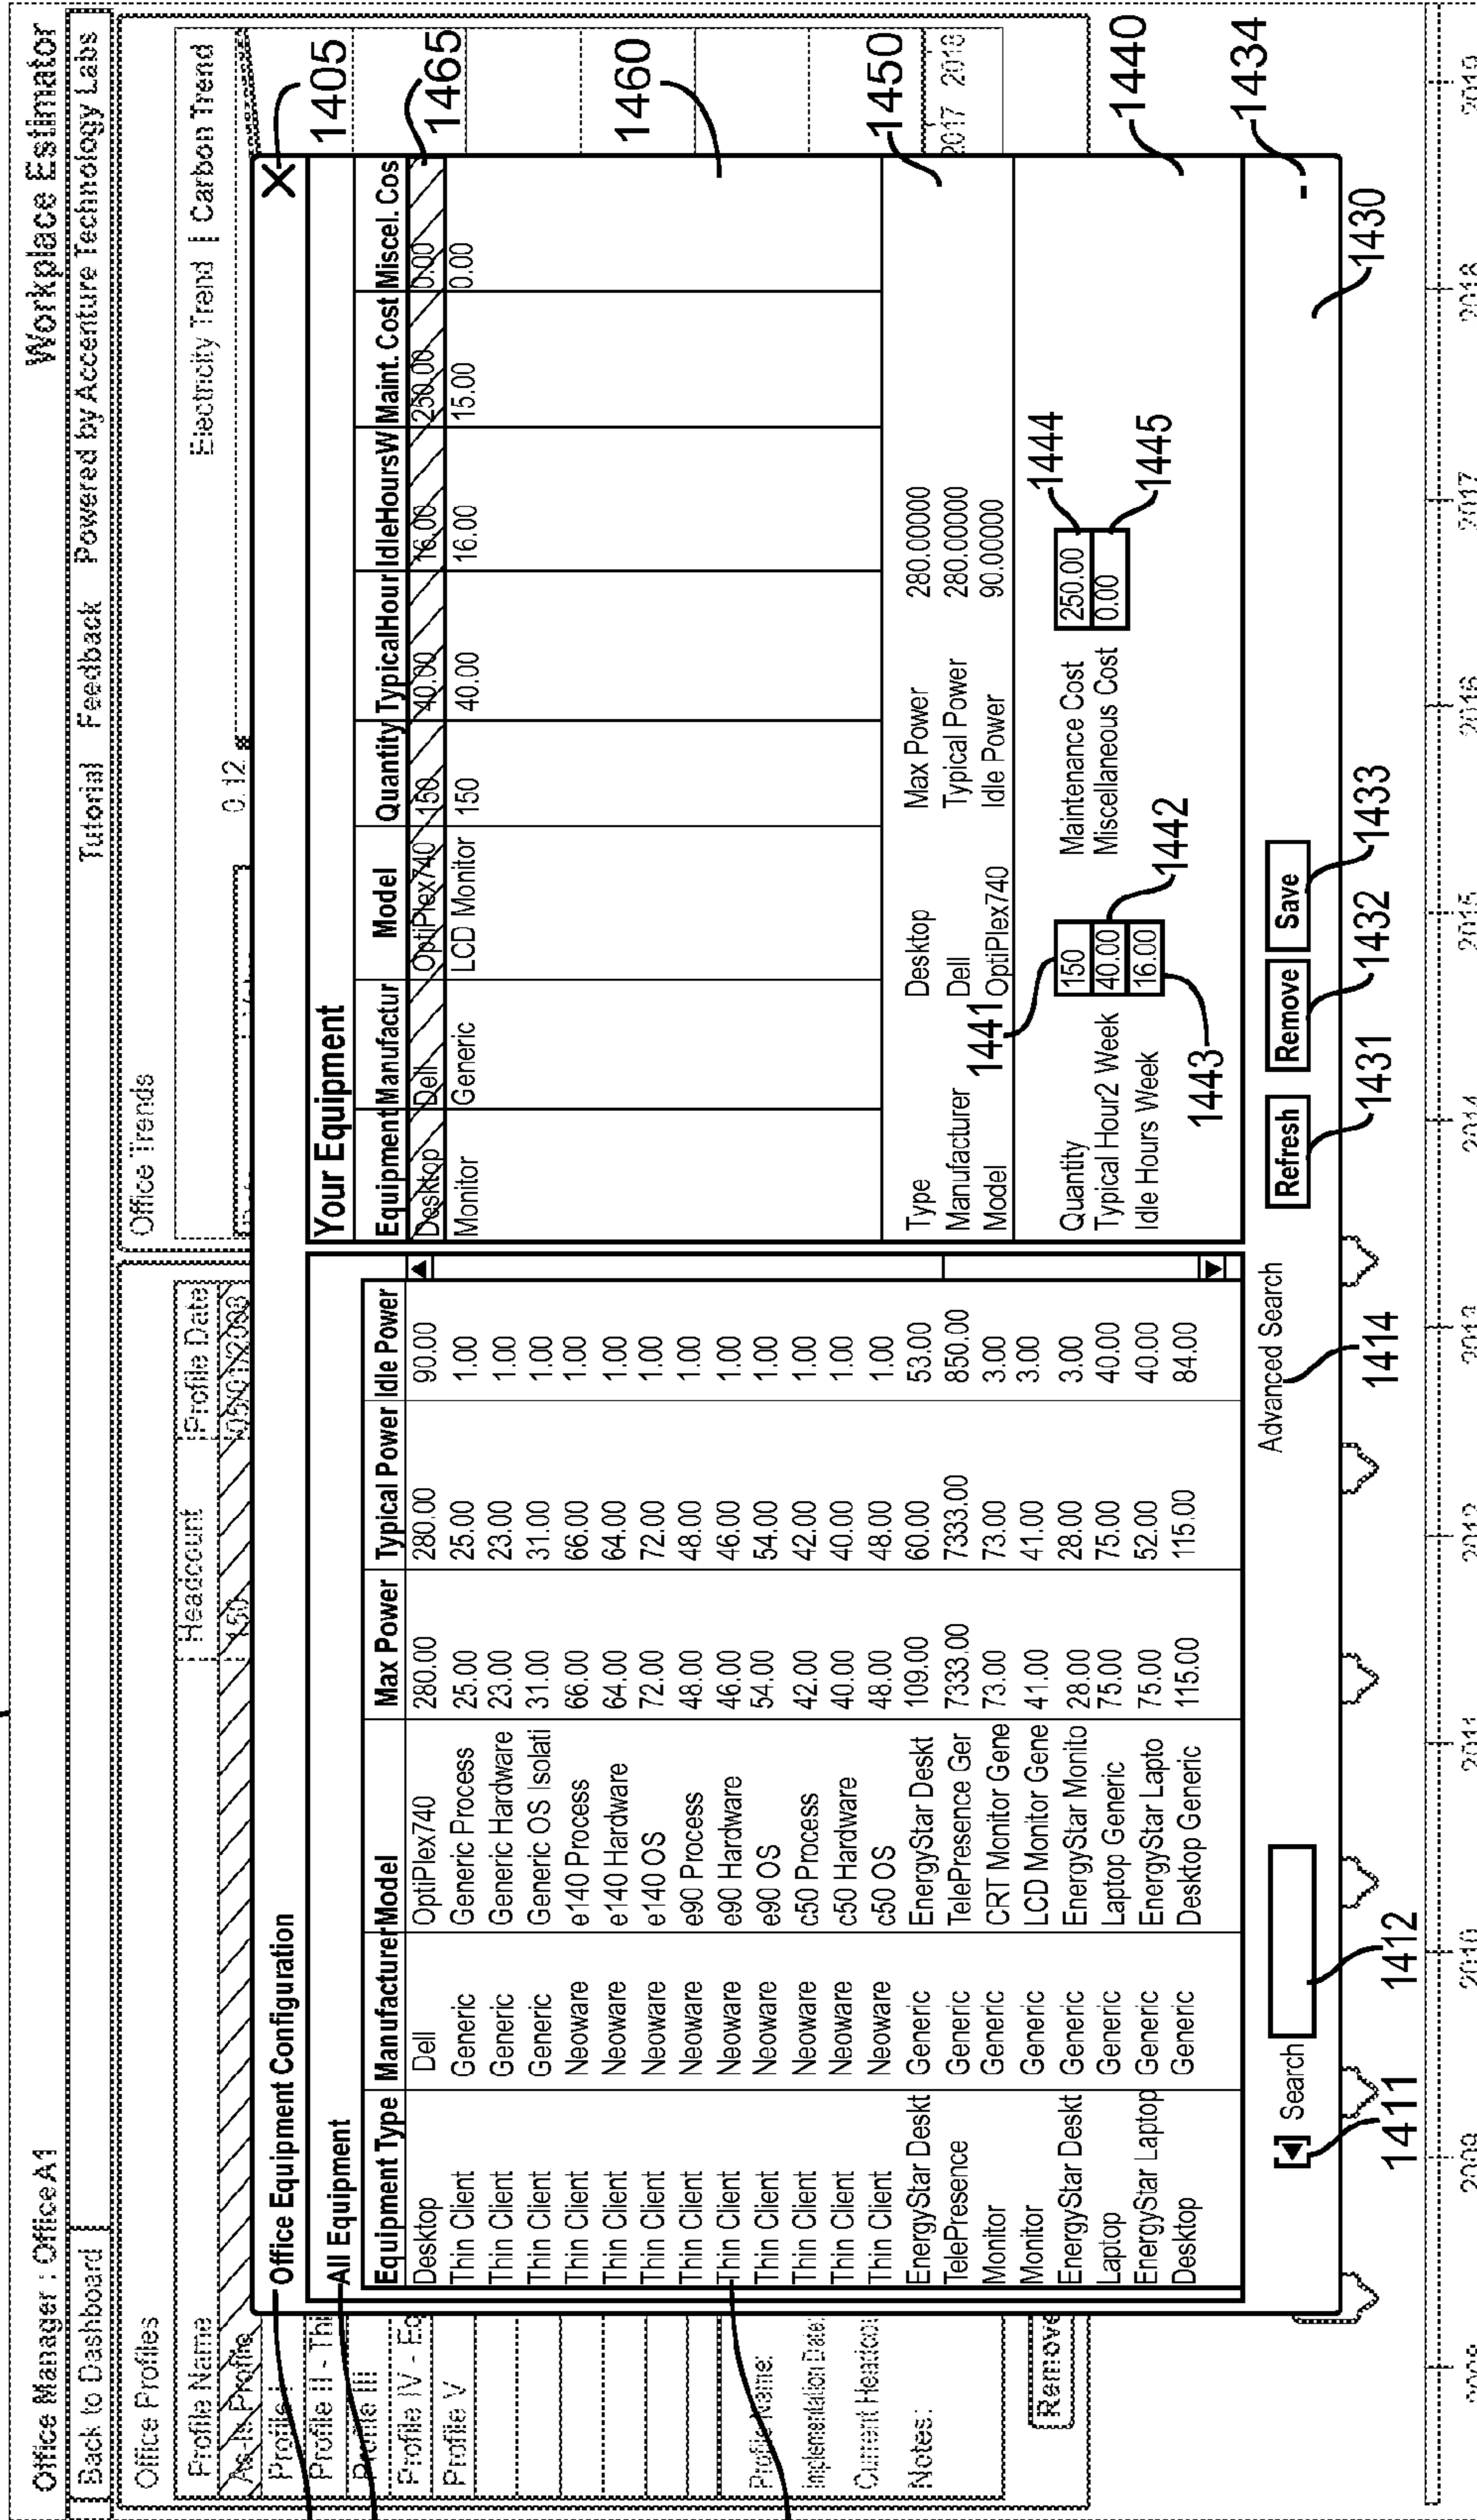 Office Manager : Office A1
Workplace Estimator
Back to Dashboard
Tutorial Feedback Powered by Accenture Technology Labs
Office Profiles
Office Trends
Profile Name Headcount Profile Date
Electricity Trend | Carbon Trend
As-Is Profile 150 05/01/2008
0.12
Profile I
Profile II - Thi
Profile III
Profile IV - Eq
Profile V
Profile Name:
Implementation Date:
Current Headcou
Notes:
Remove
Office Equipment Configuration
X
1405
All Equipment
Equipment Type Manufacturer Model Max Power Typical Power Idle Power
Desktop Dell OptiPlex740 280.00 280.00 90.00
Thin Client Generic Generic Process 25.00 25.00 1.00
Thin Client Generic Generic Hardware 23.00 23.00 1.00
Thin Client Generic Generic OS Isolati 31.00 31.00 1.00
Thin Client Neoware e140 Process 66.00 66.00 1.00
Thin Client Neoware e140 Hardware 64.00 64.00 1.00
Thin Client Neoware e140 OS 72.00 72.00 1.00
Thin Client Neoware e90 Process 48.00 48.00 1.00
Thin Client Neoware e90 Hardware 46.00 46.00 1.00
Thin Client Neoware e90 OS 54.00 54.00 1.00
Thin Client Neoware c50 Process 42.00 42.00 1.00
Thin Client Neoware c50 Hardware 40.00 40.00 1.00
Thin Client Neoware c50 OS 48.00 48.00 1.00
EnergyStar Deskt Generic EnergyStar Deskt 109.00 60.00 53.00
TelePresence Generic TelePresence Ger 7333.00 7333.00 850.00
Monitor Generic CRT Monitor Gene 73.00 73.00 3.00
Monitor Generic LCD Monitor Gene 41.00 41.00 3.00
EnergyStar Deskt Generic EnergyStar Monito 28.00 28.00 3.00
Laptop Generic Laptop Generic 75.00 75.00 40.00
EnergyStar Laptop Generic EnergyStar Lapto 75.00 52.00 40.00
Desktop Generic Desktop Generic 115.00 115.00 84.00
Search
Advanced Search
1411
1412
1414
Your Equipment
Equipment Manufactur Model Quantity TypicalHour IdleHoursW Maint. Cost Miscel. Cos
Desktop Dell OptiPlex740 150 40.00 16.00 250.00 0.00
1465
Monitor Generic LCD Monitor 150 40.00 16.00 15.00 0.00
1460
Type Desktop Max Power 280.00000
Manufacturer Dell Typical Power 280.00000
Model OptiPlex740 Idle Power 90.00000
1450
2017 2018
1441
1444
Quantity 150 Maintenance Cost 250.00
Typical Hour2 Week 40.00 Miscellaneous Cost 0.00
Idle Hours Week 16.00
1442
1445
1443
1440
Refresh Remove Save
1434
1431
1432
1433
1430
2009 2010 2011 2012 2013 2014 2015 2016 2017 2018 2019